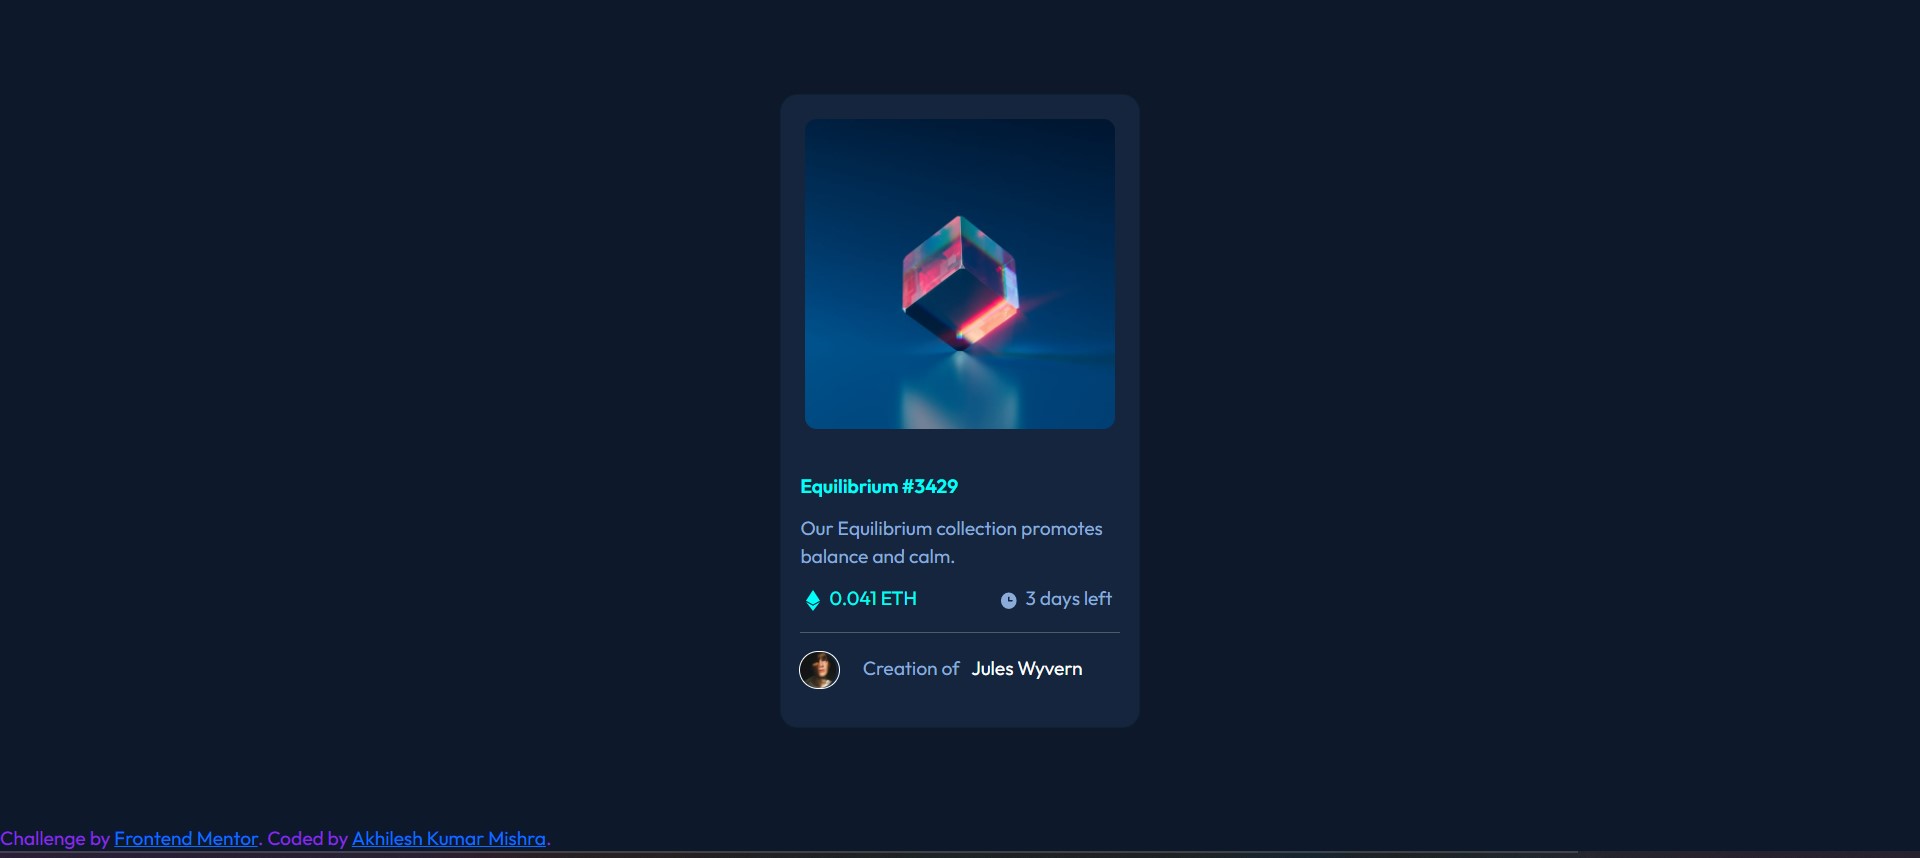 Equilibrium #3429
Our Equilibrium collection promotes
balance and calm.
0.041 ETH
3 days left
Creation of Jules Wyvern
Challenge by Frontend Mentor. Coded by Akhilesh Kumar Mishra.